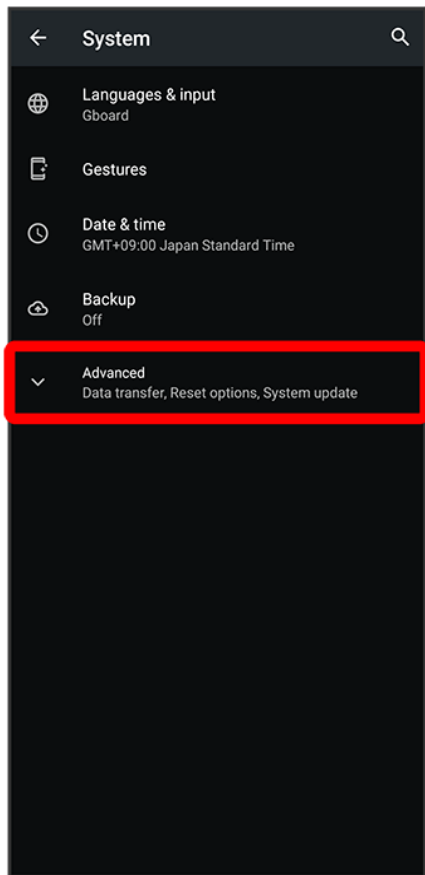 System
Languages & input
Gboard
Gestures
Date & time
GMT+09:00 Japan Standard Time
Backup
Off
Advanced
Data transfer, Reset options, System update